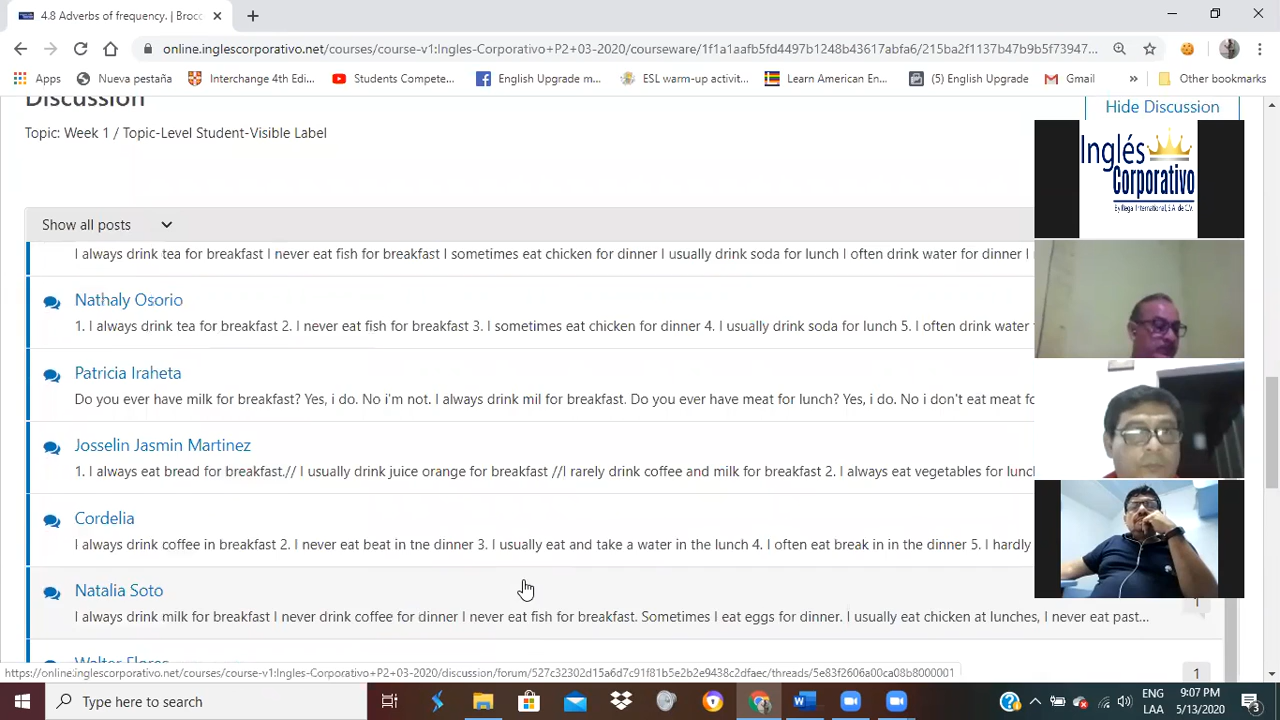 4.8 Adverbs of frequency. | Broc
online.inglescorporativo.net/courses/course-v1:Ingles-Corporativo+P2+03-2020/courseware/1f1a1aafb5fd4497b1248b43617abfa6/215ba2f1137b47b9b5f73947...
Apps Nueva pestaña Interchange 4th Edi... Students Compete... English Upgrade m... ESL warm-up activit... Learn American En... (5) English Upgrade Gmail » Other bookmarks
Discussion
Hide Discussion
Topic: Week 1 / Topic-Level Student-Visible Label
Inglés
Corporativo
Show all posts
I always drink tea for breakfast I never eat fish for breakfast I sometimes eat chicken for dinner I usually drink soda for lunch I often drink water for dinner I
Nathaly Osorio
1. I always drink tea for breakfast 2. I never eat fish for breakfast 3. I sometimes eat chicken for dinner 4. I usually drink soda for lunch 5. I often drink water
Patricia Iraheta
Do you ever have milk for breakfast? Yes, i do. No i'm not. I always drink mil for breakfast. Do you ever have meat for lunch? Yes, i do. No i don't eat meat fo
Josselin Jasmin Martinez
1. I always eat bread for breakfast.// I usually drink juice orange for breakfast //I rarely drink coffee and milk for breakfast 2. I always eat vegetables for lunc
Cordelia
I always drink coffee in breakfast 2. I never eat beat in tne dinner 3. I usually eat and take a water in the lunch 4. I often eat break in in the dinner 5. I hardly
Natalia Soto
1
I always drink milk for breakfast I never drink coffee for dinner I never eat fish for breakfast. Sometimes I eat eggs for dinner. I usually eat chicken at lunches, I never eat past...
Walter Flores
1
https://online.inglescorporativo.net/courses/course-v1:Ingles-Corporativo+P2+03-2020/discussion/forum/527c32302d15a6d7c91f81b5e2b2e9438c2dfaec/threads/5e83f2606a00ca08b8000001
Type here to search
ENG
LAA
9:07 PM
5/13/2020
3